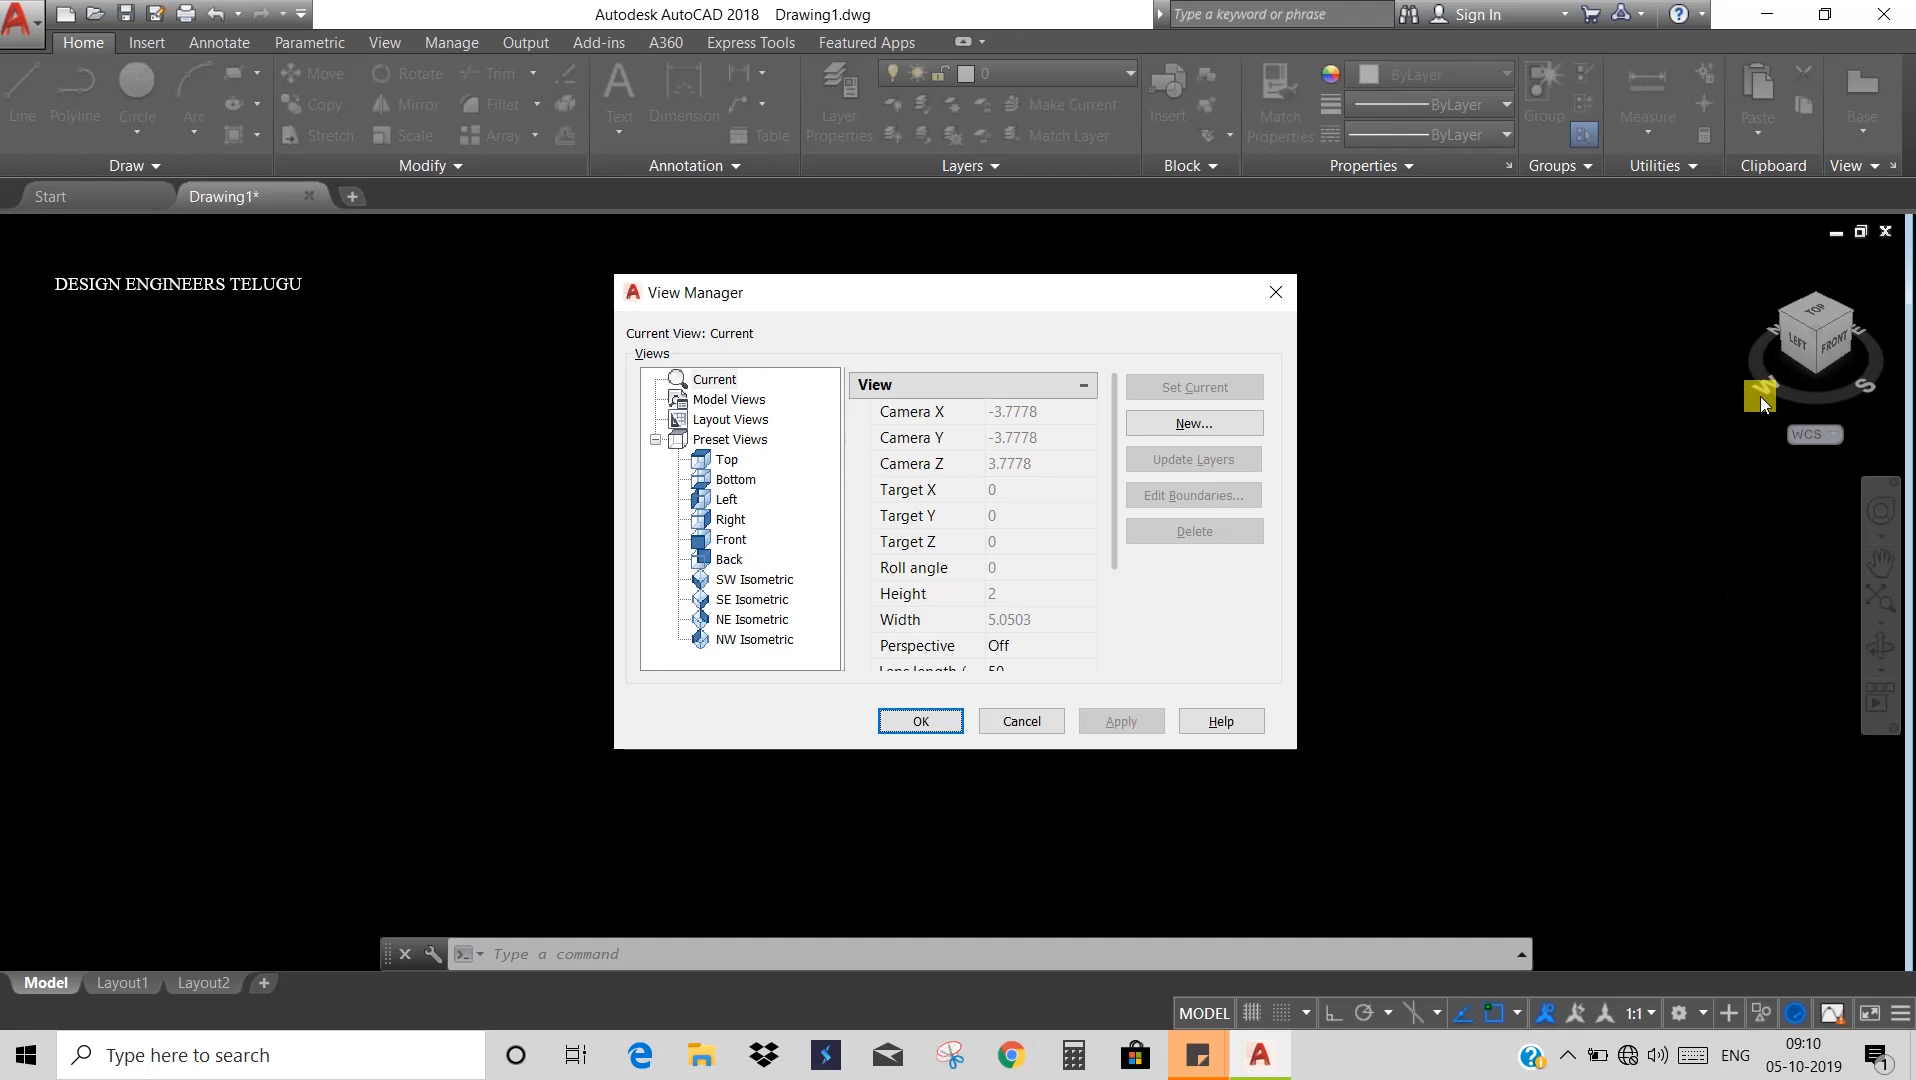 Autodesk AutoCAD 2018 Drawing1.dwg
Type a keyword or phrase
Sign In
Home Insert Annotate Parametric View Manage Output Add-ins A360 Express Tools Featured Apps
Line Polyline Circle Arc
Move Rotate Trim
Copy Mirror Fillet
Stretch Scale Array
Text Dimension Table
Layer Properties
0
Make Current
Match Layer
Insert
Match Properties
ByLayer
ByLayer
ByLayer
Group
Measure
Paste
Base
Draw Modify Annotation Layers Block Properties Groups Utilities Clipboard View
Start Drawing1*
DESIGN ENGINEERS TELUGU
View Manager
Current View: Current
Views
Current
Model Views
Layout Views
Preset Views
Top
Bottom
Left
Right
Front
Back
SW Isometric
SE Isometric
NE Isometric
NW Isometric
View
Camera X -3.7778
Camera Y -3.7778
Camera Z 3.7778
Target X 0
Target Y 0
Target Z 0
Roll angle 0
Height 2
Width 5.0503
Perspective Off
Lens length ( 50
Set Current
New...
Update Layers
Edit Boundaries...
Delete
OK Cancel Apply Help
TOP
LEFT FRONT
N E
W S
WCS
Type a command
Model Layout1 Layout2
MODEL 1:1
Type here to search
ENG
09:10
05-10-2019
1